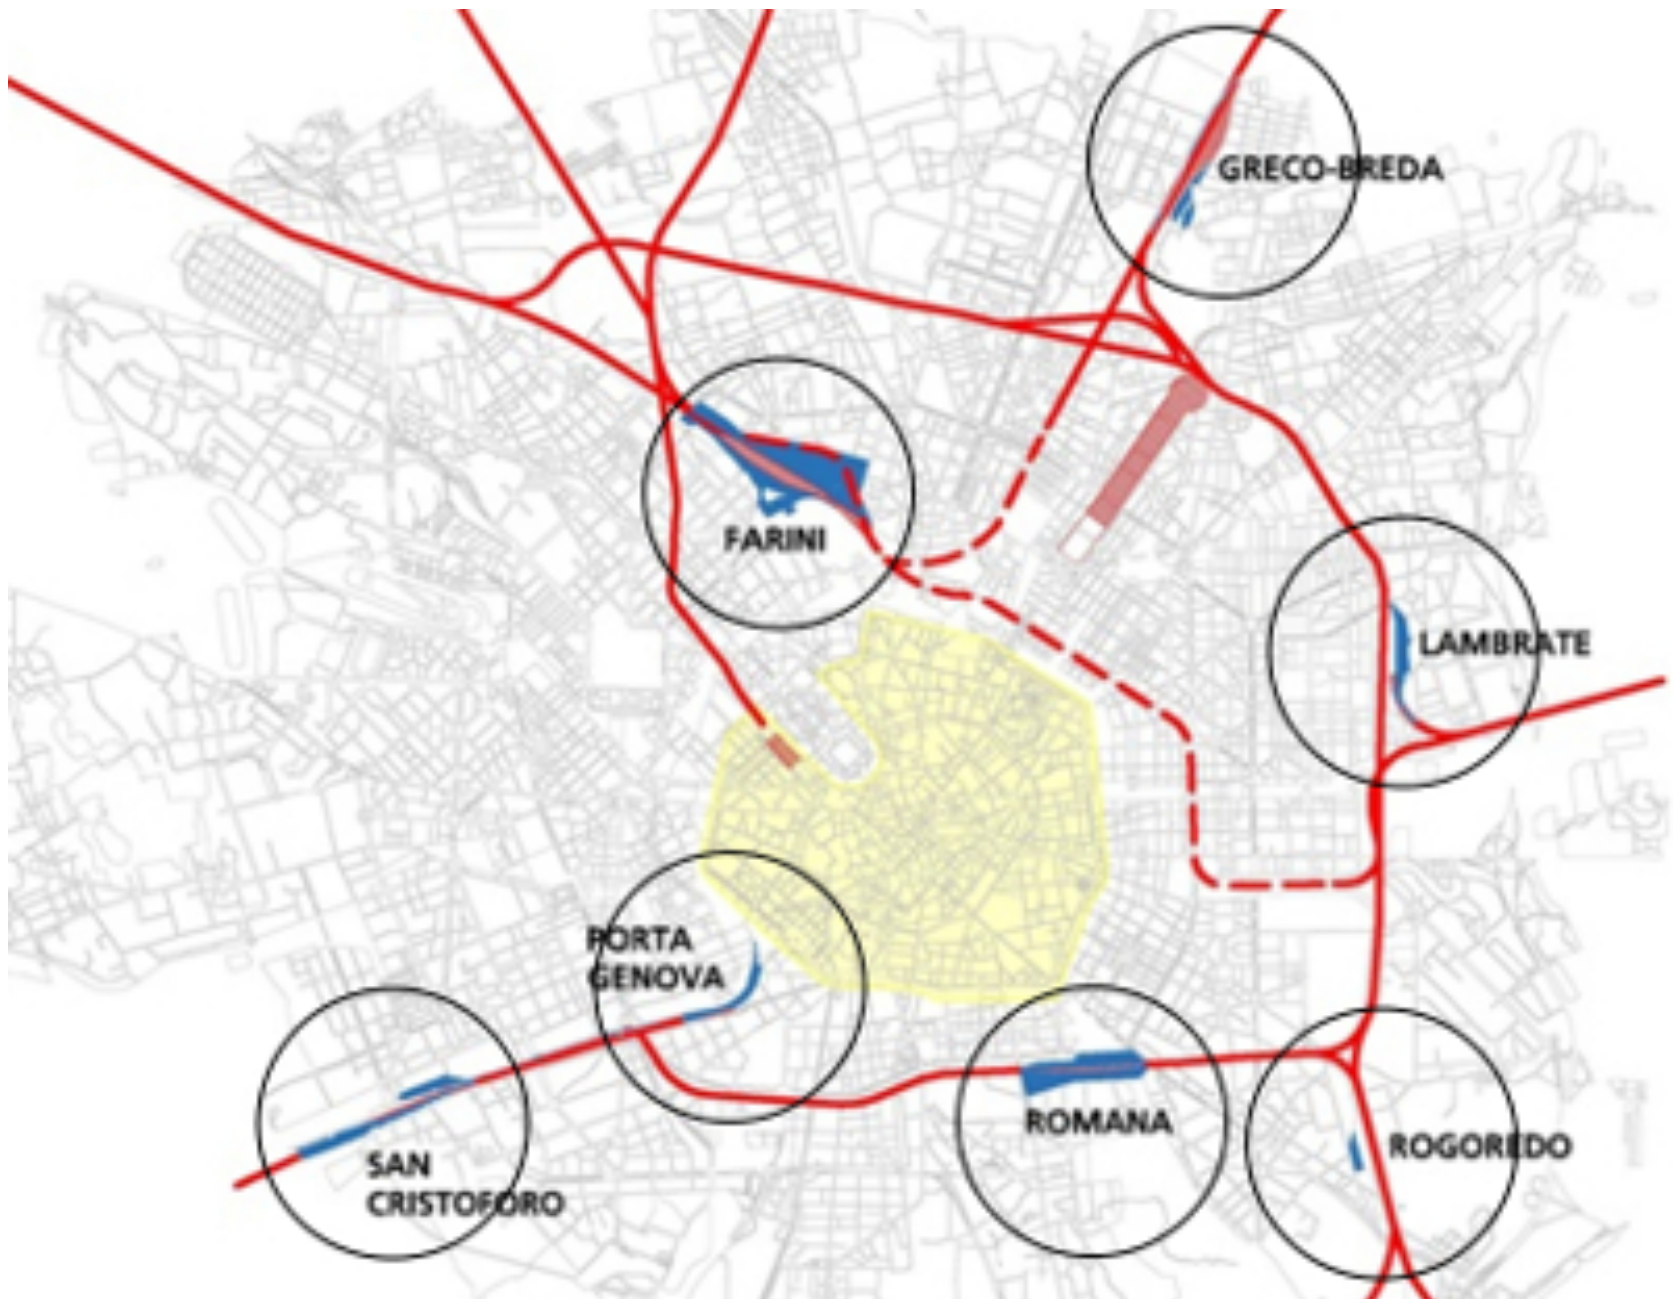 GRECO-BREDA
FARINI
LAMBRATE
PORTA
GENOVA
SAN
CRISTOFORO
ROMANA
ROGOREDO